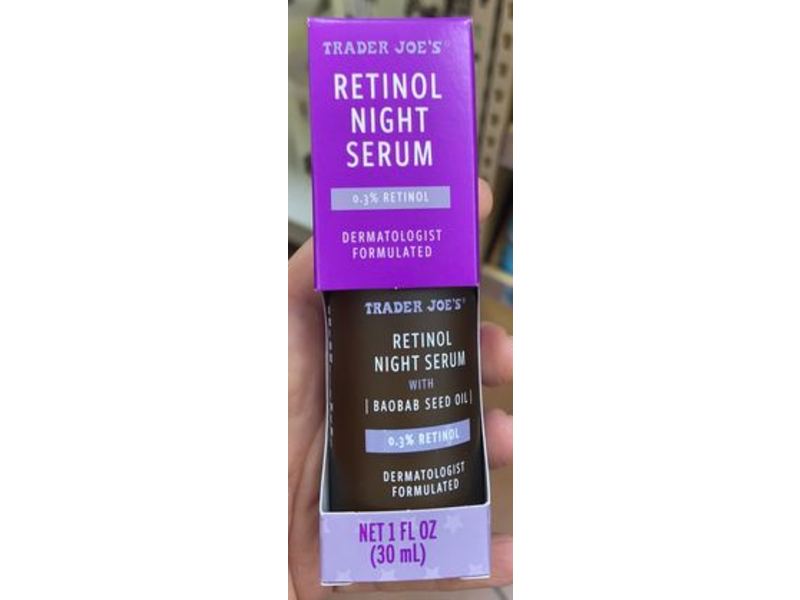 TRADER JOE'S
RETINOL
NIGHT
SERUM
0.3% RETINOL
DERMATOLOGIST
FORMULATED
TRADER JOE'S®
RETINOL
NIGHT SERUM
WITH
| BAOBAB SEED OIL |
0.3% RETINOL
DERMATOLOGIST
FORMULATED
NET 1 FL OZ
(30 mL)